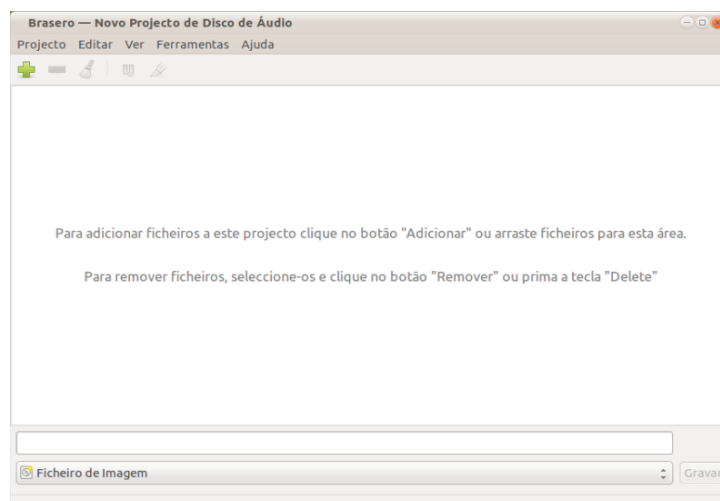 Brasero — Novo Projecto de Disco de Áudio
Projecto Editar Ver Ferramentas Ajuda
Para adicionar ficheiros a este projecto clique no botão "Adicionar" ou arraste ficheiros para esta área.
Para remover ficheiros, seleccione-os e clique no botão "Remover" ou prima a tecla "Delete"
Ficheiro de Imagem
Gravar